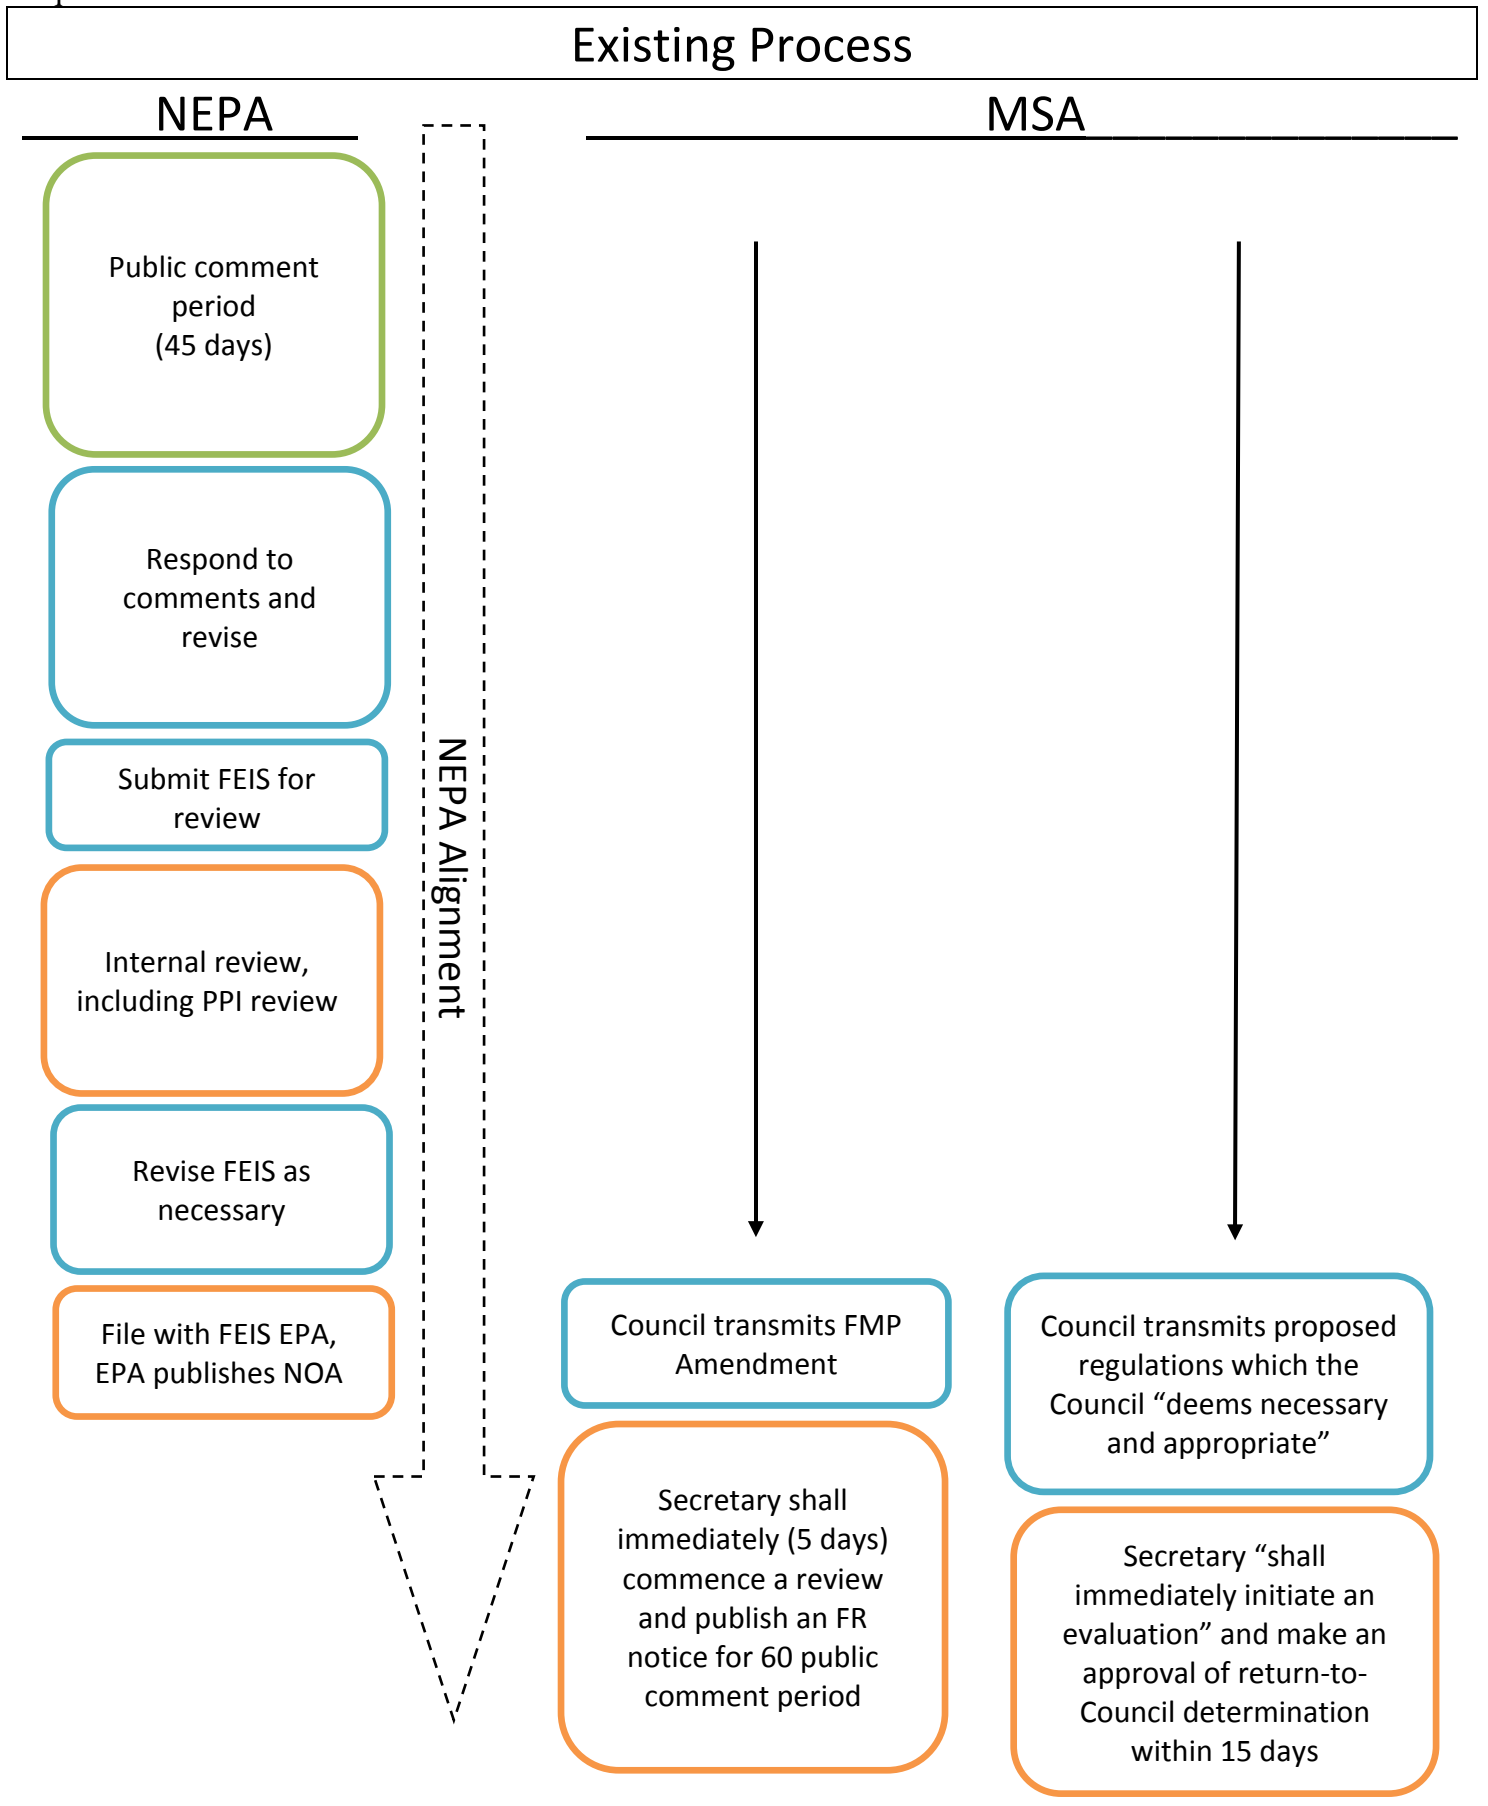 Existing Process
NEPA
MSA
Public comment
period
(45 days)
Respond to
comments and
revise
Submit FEIS for
review
Internal review,
including PPI review
Revise FEIS as
necessary
File with FEIS EPA,
EPA publishes NOA
NEPA Alignment
Council transmits FMP
Amendment
Secretary shall
immediately (5 days)
commence a review
and publish an FR
notice for 60 public
comment period
Council transmits proposed
regulations which the
Council “deems necessary
and appropriate”
Secretary “shall
immediately initiate an
evaluation” and make an
approval of return-to-
Council determination
within 15 days